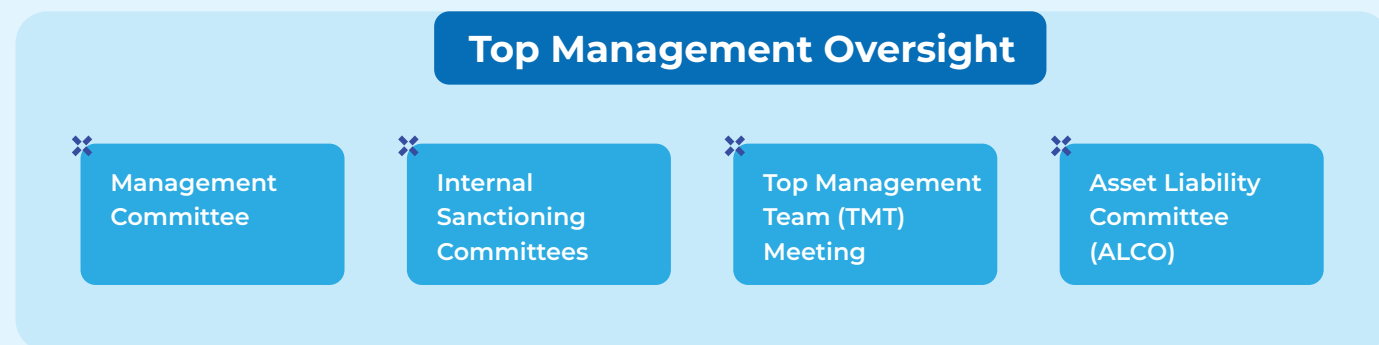 Top Management Oversight
Management
Committee
Internal
Sanctioning
Committees
Top Management
Team (TMT)
Meeting
Asset Liability
Committee
(ALCO)